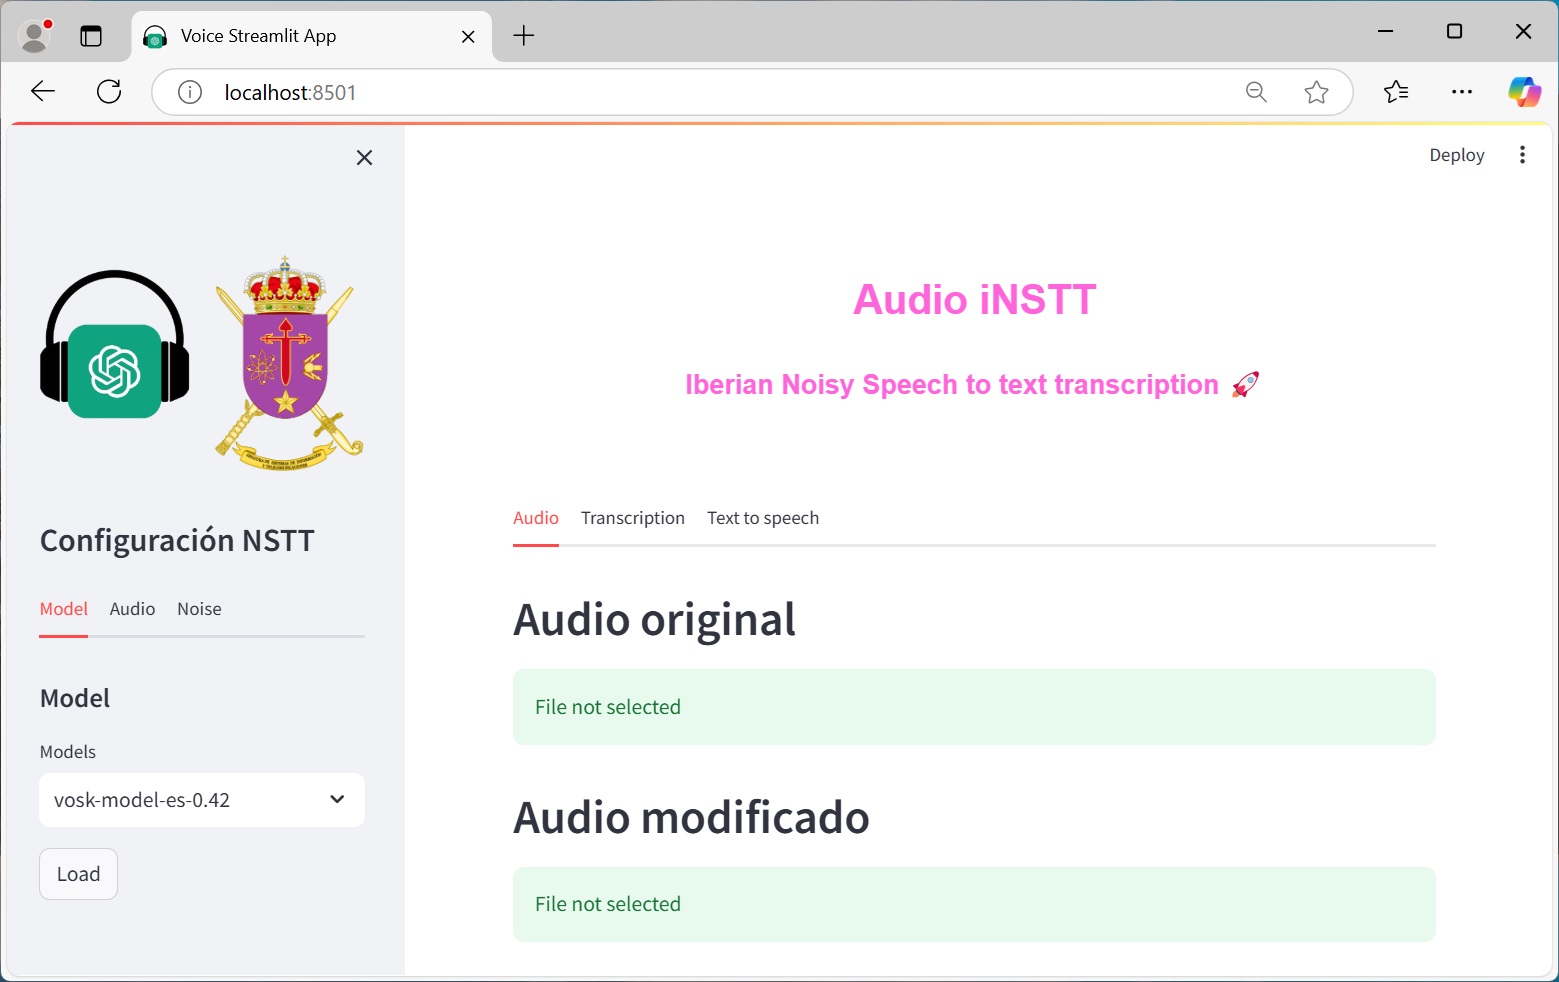 Voice Streamlit App
localhost:8501
Deploy
Audio iNSTT
Iberian Noisy Speech to text transcription 🚀
Configuración NSTT
Model Audio Noise
Model
Models
vosk-model-es-0.42
Load
Audio Transcription Text to speech
Audio original
File not selected
Audio modificado
File not selected